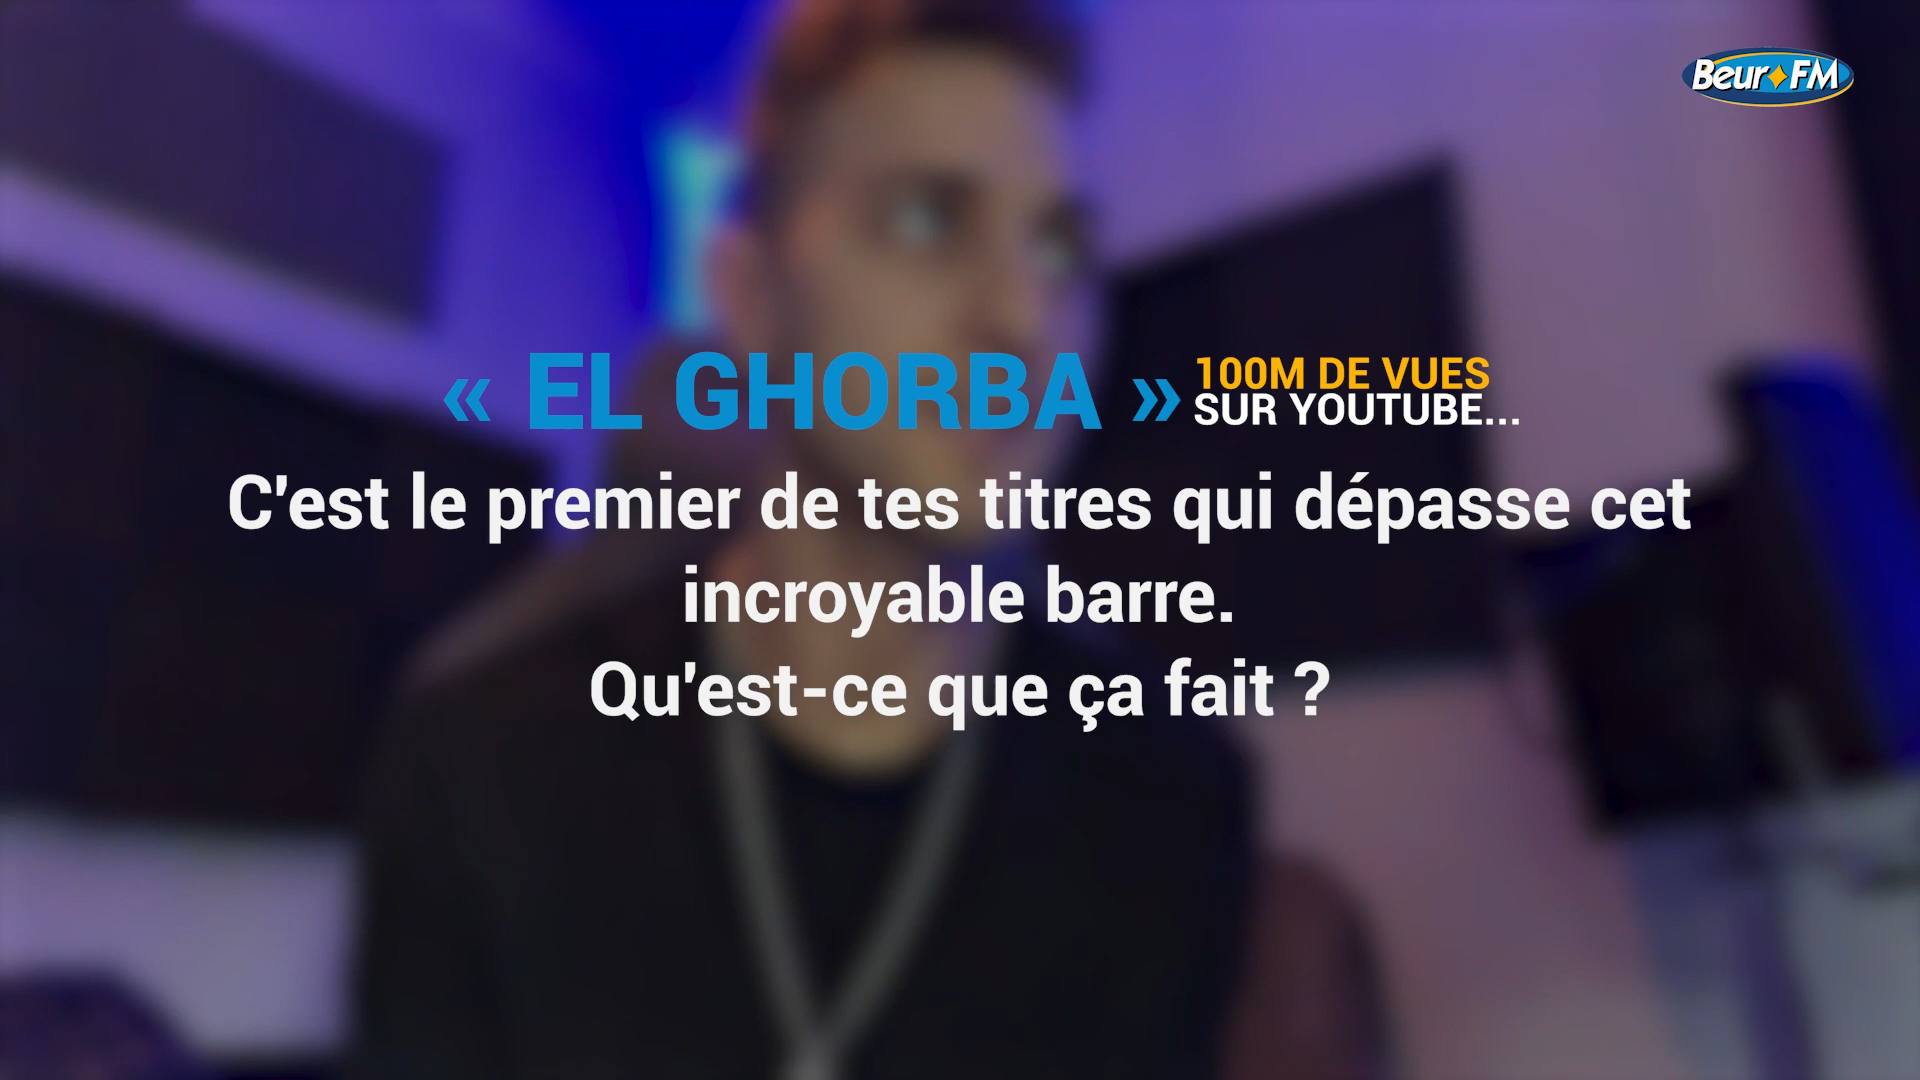 Beur FM
« EL GHORBA » 100M DE VUES
SUR YOUTUBE...
C'est le premier de tes titres qui dépasse cet
incroyable barre.
Qu'est-ce que ça fait ?